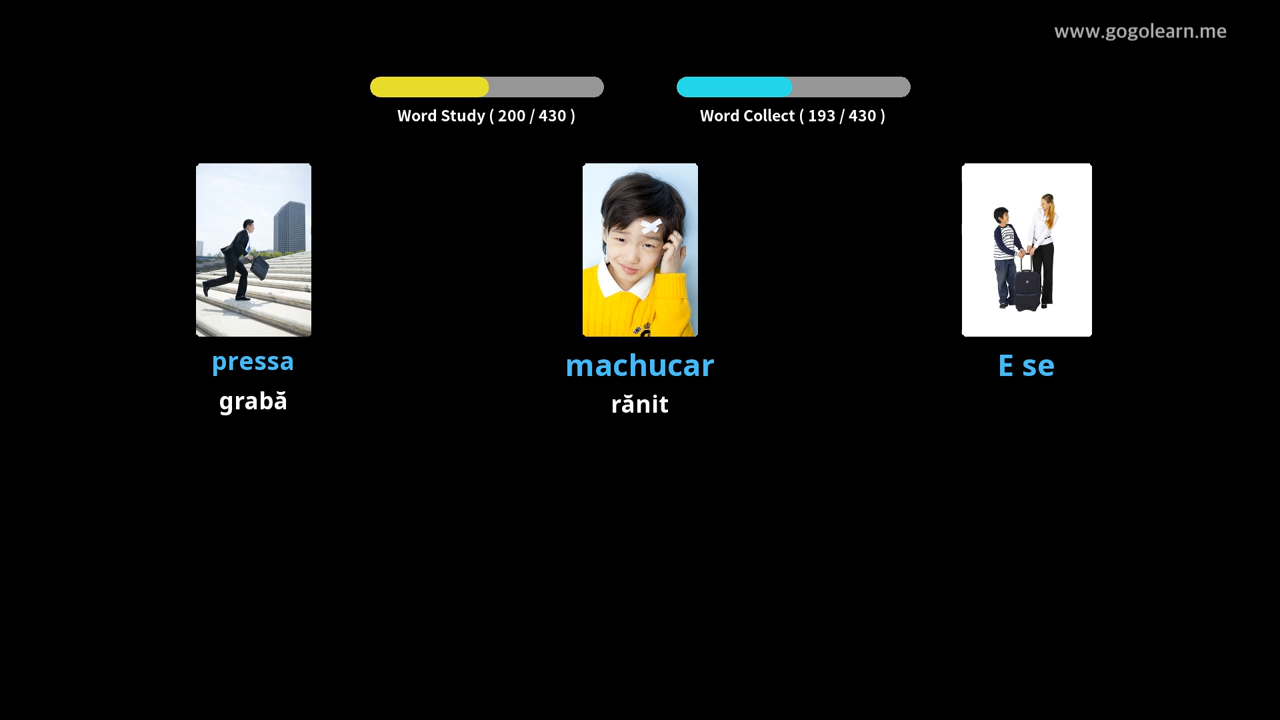 www.gogolearn.me
Word Study ( 200 / 430 )
Word Collect ( 193 / 430 )
pressa
grabă
machucar
rănit
E se